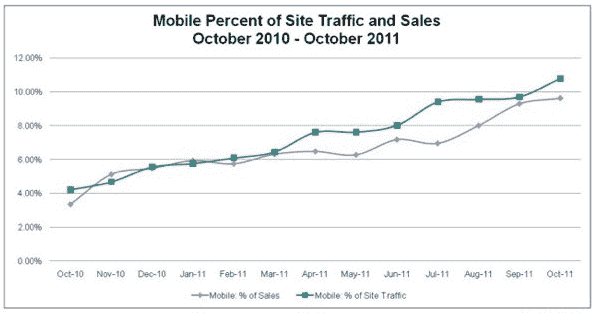 Mobile Percent of Site Traffic and Sales
October 2010 - October 2011
12.00%
10.00%
8.00%
6.00%
4.00%
2.00%
0.00%
Oct-10 Nov-10 Dec-10 Jan-11 Feb-11 Mar-11 Apr-11 May-11 Jun-11 Jul-11 Aug-11 Sep-11 Oct-11
Mobile: % of Sales Mobile: % of Site Traffic